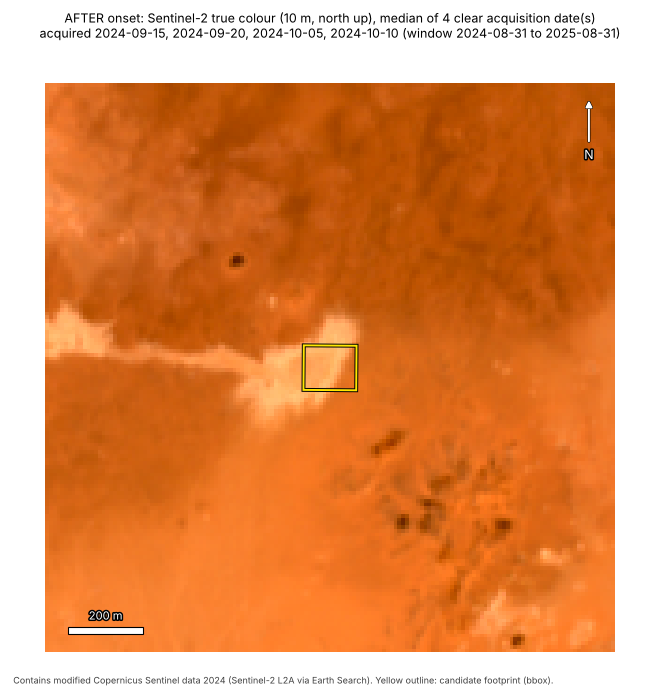 AFTER onset: Sentinel-2 true colour (10 m, north up), median of 4 clear acquisition date(s)
acquired 2024-09-15, 2024-09-20, 2024-10-05, 2024-10-10 (window 2024-08-31 to 2025-08-31)
N
200 m
Contains modified Copernicus Sentinel data 2024 (Sentinel-2 L2A via Earth Search). Yellow outline: candidate footprint (bbox).